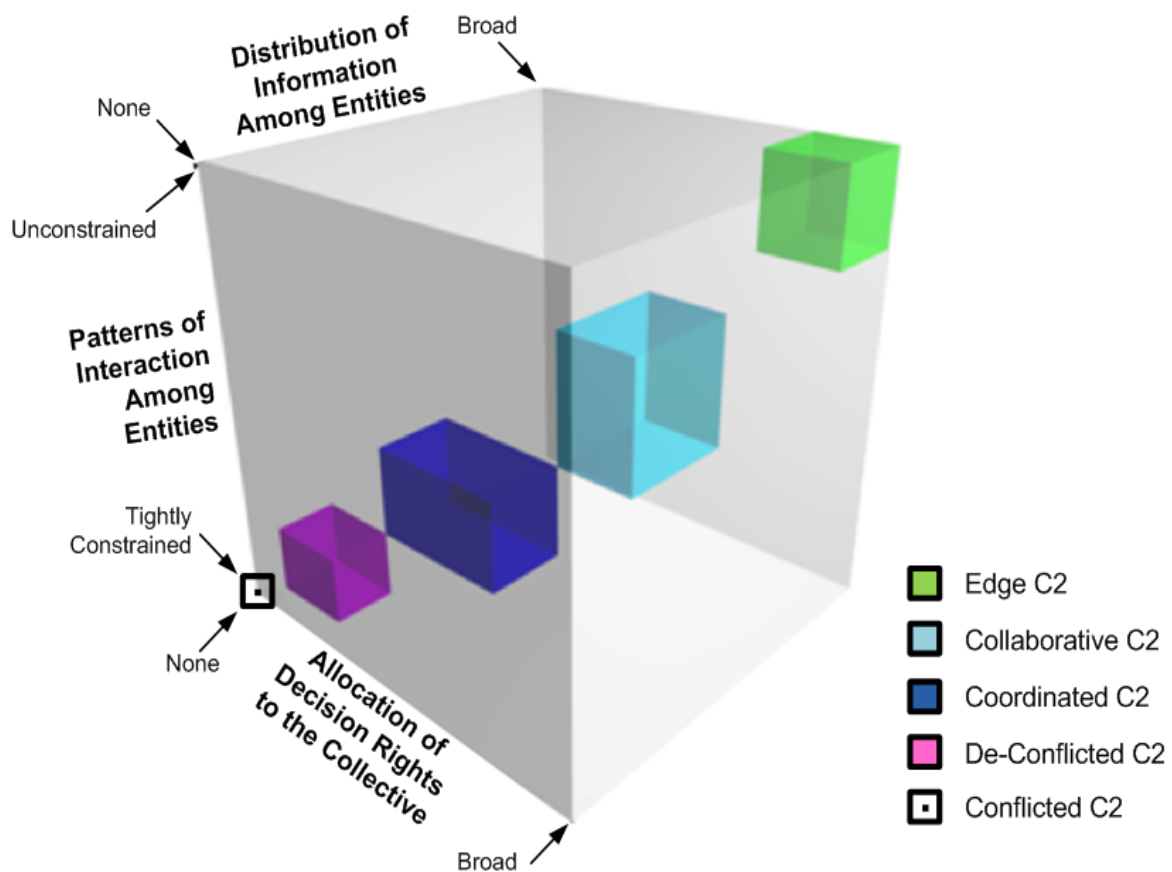 Distribution of
Information
Among Entities
Broad
None
Unconstrained
Patterns of
Interaction
Among
Entities
Tightly
Constrained
None
Allocation of
Decision Rights
to the Collective
Broad
Edge C2
Collaborative C2
Coordinated C2
De-Conflicted C2
Conflicted C2